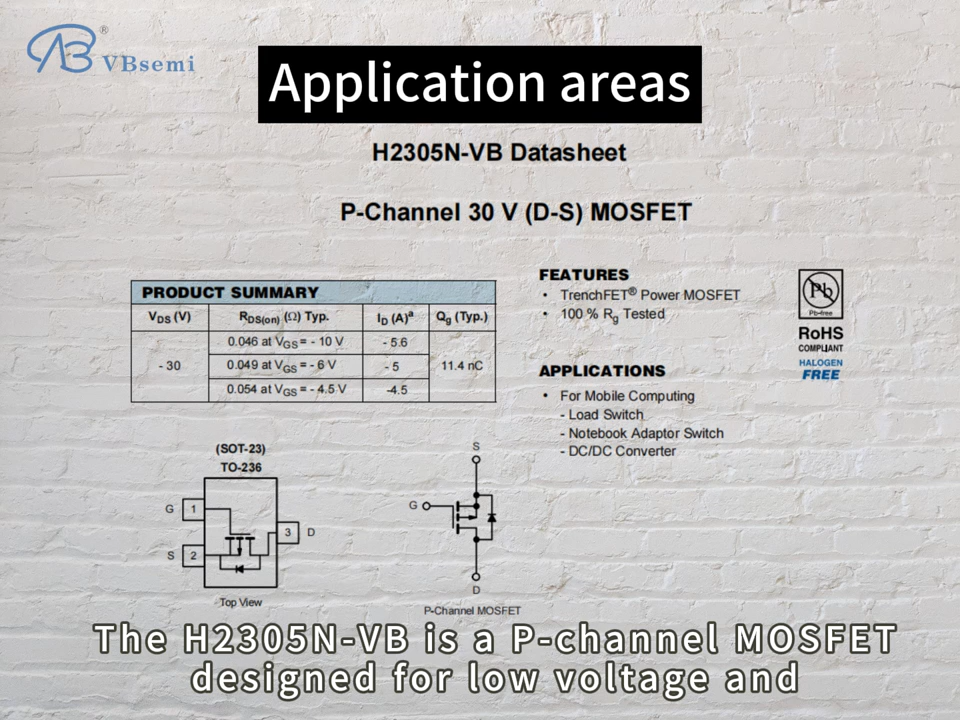 VBsemi ®
Application areas
H2305N-VB Datasheet
P-Channel 30 V (D-S) MOSFET
PRODUCT SUMMARY
VDS (V) RDS(on) (Ω) Typ. ID (A)a Qg (Typ.)
- 30 0.046 at VGS = - 10 V - 5.6 11.4 nC
0.049 at VGS = - 6 V - 5
0.054 at VGS = - 4.5 V -4.5
FEATURES
• TrenchFET® Power MOSFET
• 100 % Rg Tested
Pb
Pb-free
RoHS
COMPLIANT
HALOGEN
FREE
APPLICATIONS
• For Mobile Computing
- Load Switch
- Notebook Adaptor Switch
- DC/DC Converter
(SOT-23)
TO-236
G 1
S 2
3 D
Top View
S
G
D
P-Channel MOSFET
The H2305N-VB is a P-channel MOSFET
designed for low voltage and